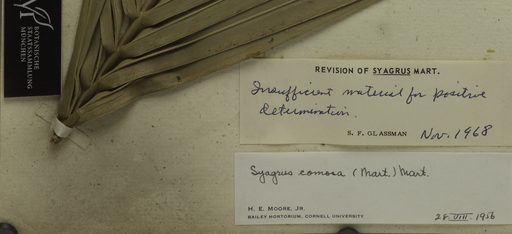 BOTANISCHE
STAATSSAMMLUNG
MÜNCHEN
REVISION OF SYAGRUS MART.
Insufficient material for positive
determination.
S. F. GLASSMAN Nov. 1968
Syagrus comosa (Mart.) Mart.
H. E. MOORE, JR.
BAILEY HORTORIUM, CORNELL UNIVERSITY 28 VIII. 1956